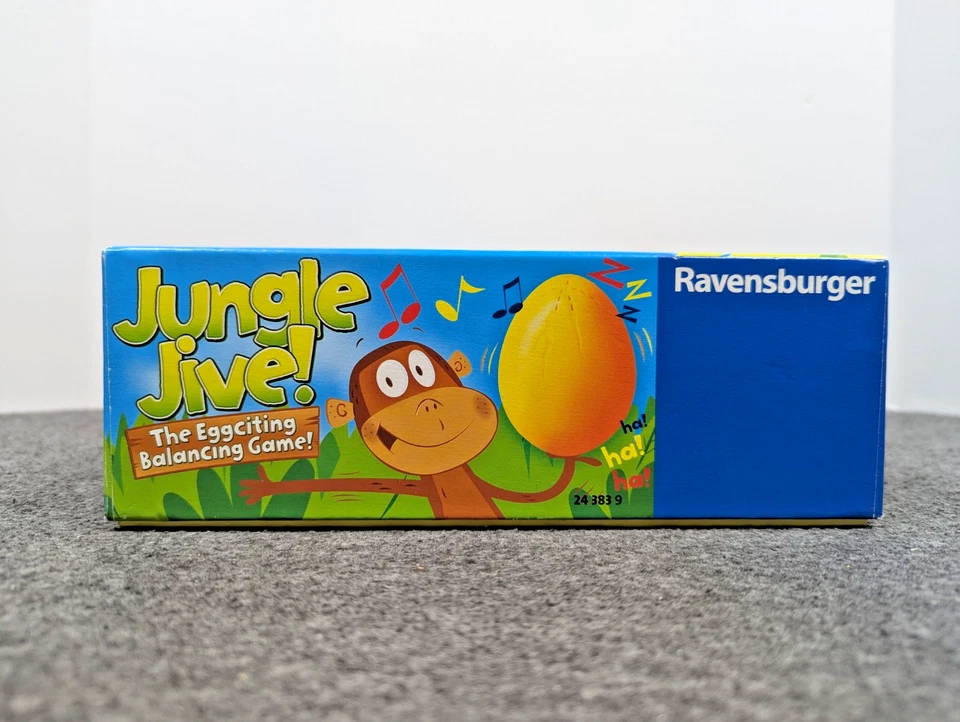 Jungle
Jive!
The Eggciting
Balancing Game!
Z
Z
Z
ha!
ha!
ha!
24 383 9
Ravensburger